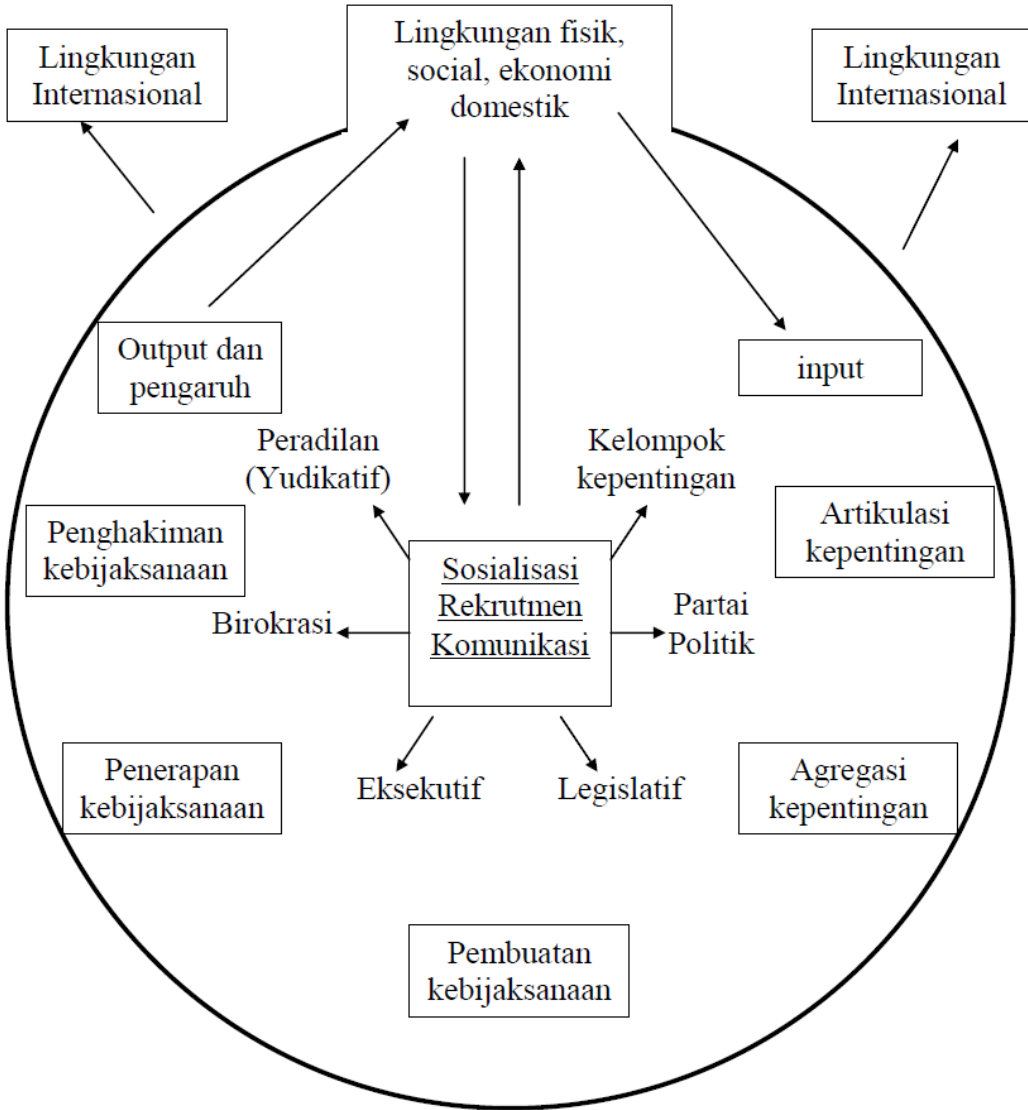 Lingkungan
Internasional
Lingkungan fisik,
social, ekonomi
domestik
Lingkungan
Internasional
Output dan
pengaruh
input
Peradilan
(Yudikatif)
Kelompok
kepentingan
Penghakiman
kebijaksanaan
Artikulasi
kepentingan
Sosialisasi
Rekrutmen
Komunikasi
Birokrasi
Partai
Politik
Penerapan
kebijaksanaan
Eksekutif
Legislatif
Agregasi
kepentingan
Pembuatan
kebijaksanaan